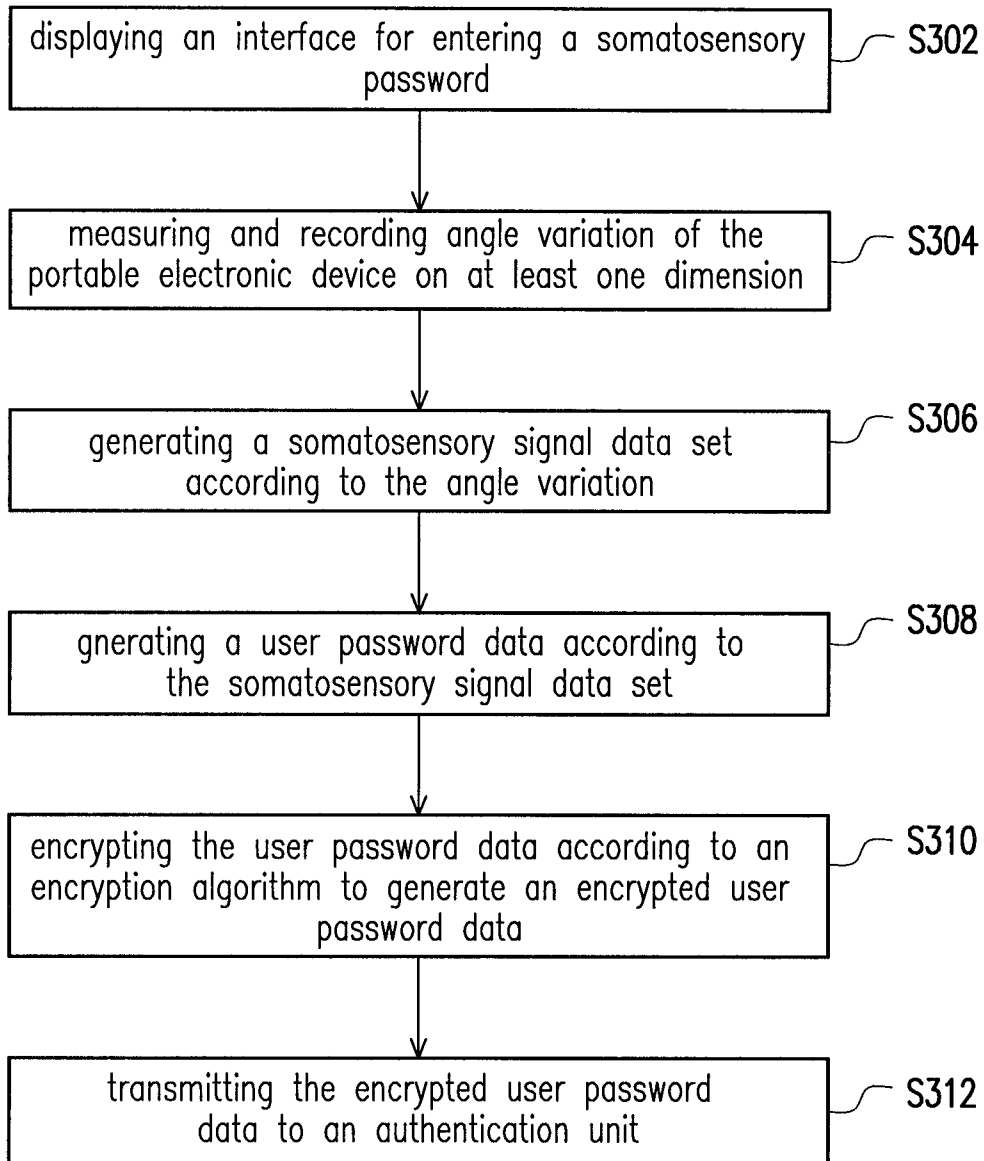 displaying an interface for entering a somatosensory
password
S302
measuring and recording angle variation of the
portable electronic device on at least one dimension
S304
generating a somatosensory signal data set
according to the angle variation
S306
gnerating a user password data according to
the somatosensory signal data set
S308
encrypting the user password data according to an
encryption algorithm to generate an encrypted user
password data
S310
transmitting the encrypted user password
data to an authentication unit
S312